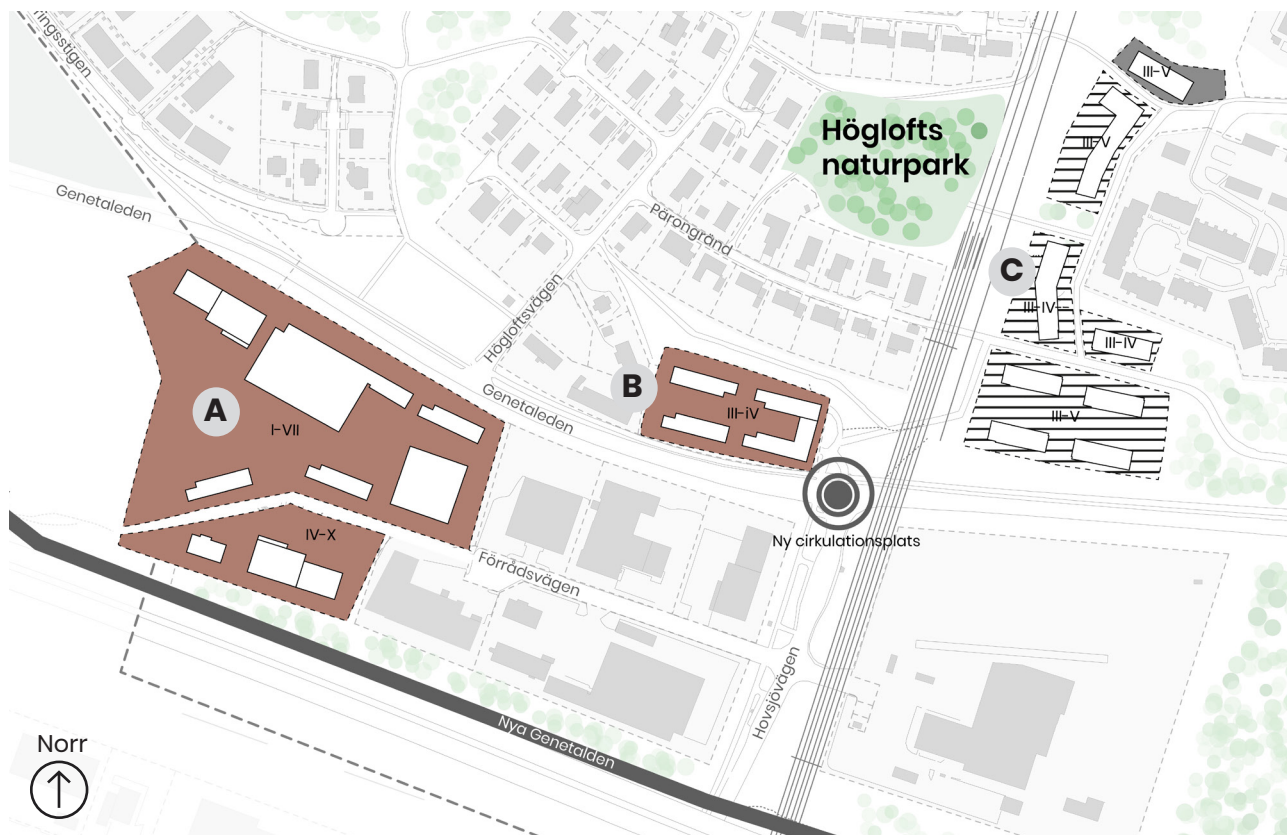 ringsstigen
III-V
Höglofts
naturpark
III-V
Genetaleden
Parongränd
C
Högloftsvägen
III-IV
III-IV
B
A
Genetaleden
III-iV
III-V
I-VII
IV-X
Ny cirkulationsplats
Förrådsvägen
Hovsjövägen
Nya Genetalden
Norr